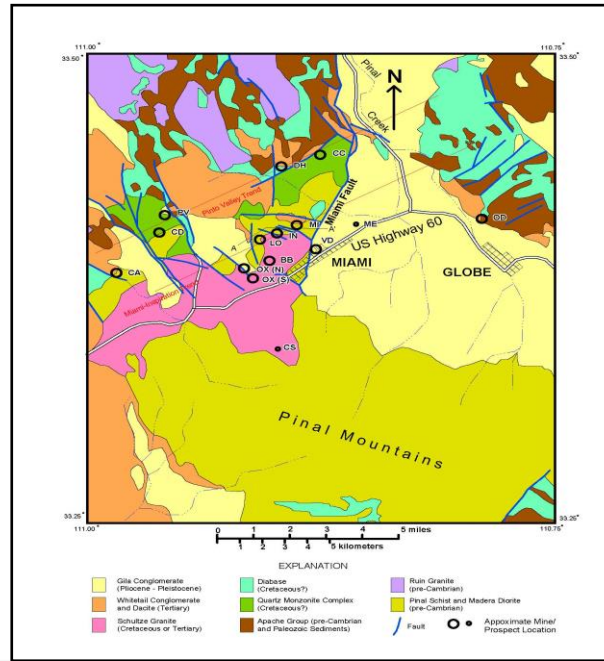 111.00
110.75
33.50°
33.50°
Pinal
N
Creek
CC
DH
Pinto Valley Trend
Miami Fault
PV
MI
OD
CD
IN
A'
ME
LO
VD
US Highway 60
A
BB
MIAMI
GLOBE
CA
OX (N)
OX (S)
CS
Pinal Mountains
33.25°
33.25°
111.00
110.75
0 1 2 3 4 5 miles
1 2 3 4 5 kilometers
EXPLANATION
Gila Conglomerate
(Pliocene - Pleistocene)
Whitetail Conglomerate
and Dacite (Tertiary)
Schultze Granite
(Cretaceous or Tertiary)
Diabase
(Cretaceous?)
Quartz Monzonite Complex
(Cretaceous?)
Apache Group (pre-Cambrian
and Paleozoic Sediments)
Ruin Granite
(pre-Cambrian)
Pinal Schist and Madera Diorite
(pre-Cambrian)
Fault
Appoximate Mine/
Prospect Location